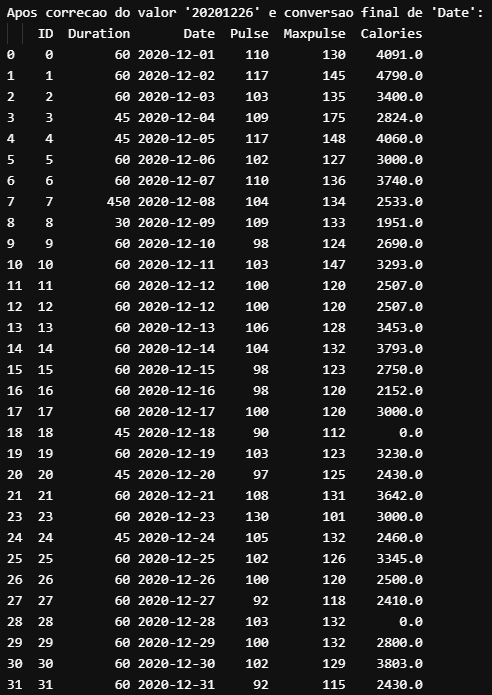 Apos correcao do valor '20201226' e conversao final de 'Date':
ID Duration Date Pulse Maxpulse Calories
0 0 60 2020-12-01 110 130 4091.0
1 1 60 2020-12-02 117 145 4790.0
2 2 60 2020-12-03 103 135 3400.0
3 3 45 2020-12-04 109 175 2824.0
4 4 45 2020-12-05 117 148 4060.0
5 5 60 2020-12-06 102 127 3000.0
6 6 60 2020-12-07 110 136 3740.0
7 7 450 2020-12-08 104 134 2533.0
8 8 30 2020-12-09 109 133 1951.0
9 9 60 2020-12-10 98 124 2690.0
10 10 60 2020-12-11 103 147 3293.0
11 11 60 2020-12-12 100 120 2507.0
12 12 60 2020-12-12 100 120 2507.0
13 13 60 2020-12-13 106 128 3453.0
14 14 60 2020-12-14 104 132 3793.0
15 15 60 2020-12-15 98 123 2750.0
16 16 60 2020-12-16 98 120 2152.0
17 17 60 2020-12-17 100 120 3000.0
18 18 45 2020-12-18 90 112 0.0
19 19 60 2020-12-19 103 123 3230.0
20 20 45 2020-12-20 97 125 2430.0
21 21 60 2020-12-21 108 131 3642.0
23 23 60 2020-12-23 130 101 3000.0
24 24 45 2020-12-24 105 132 2460.0
25 25 60 2020-12-25 102 126 3345.0
26 26 60 2020-12-26 100 120 2500.0
27 27 60 2020-12-27 92 118 2410.0
28 28 60 2020-12-28 103 132 0.0
29 29 60 2020-12-29 100 132 2800.0
30 30 60 2020-12-30 102 129 3803.0
31 31 60 2020-12-31 92 115 2430.0